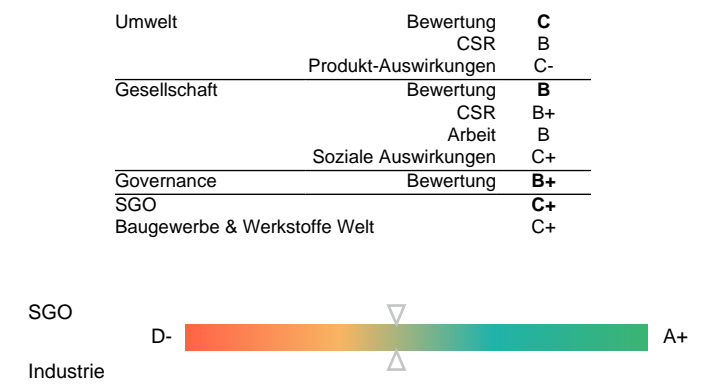 Umwelt Bewertung C
CSR B
Produkt-Auswirkungen C-
Gesellschaft Bewertung B
CSR B+
Arbeit B
Soziale Auswirkungen C+
Governance Bewertung B+
SGO C+
Baugewerbe & Werkstoffe Welt C+
SGO
D- A+
Industrie